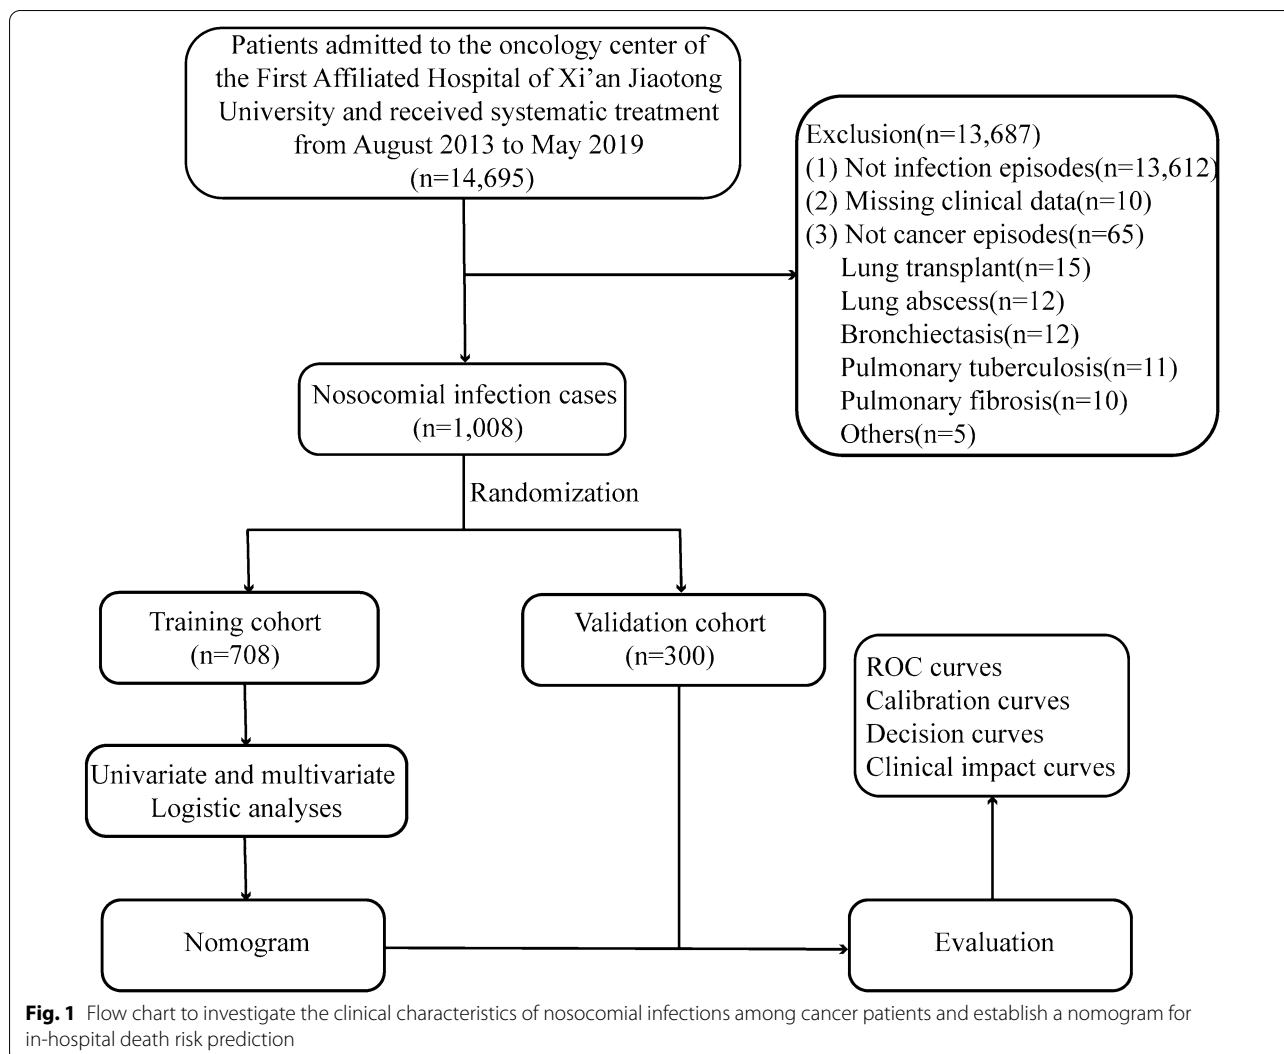 Patients admitted to the oncology center of
the First Affiliated Hospital of Xi’an Jiaotong
University and received systematic treatment
from August 2013 to May 2019
(n=14,695)
Exclusion(n=13,687)
(1) Not infection episodes(n=13,612)
(2) Missing clinical data(n=10)
(3) Not cancer episodes(n=65)
Lung transplant(n=15)
Lung abscess(n=12)
Bronchiectasis(n=12)
Pulmonary tuberculosis(n=11)
Pulmonary fibrosis(n=10)
Others(n=5)
Nosocomial infection cases
(n=1,008)
Randomization
Training cohort
(n=708)
Validation cohort
(n=300)
Univariate and multivariate
Logistic analyses
Nomogram
Evaluation
ROC curves
Calibration curves
Decision curves
Clinical impact curves
Fig. 1 Flow chart to investigate the clinical characteristics of nosocomial infections among cancer patients and establish a nomogram for
in-hospital death risk prediction